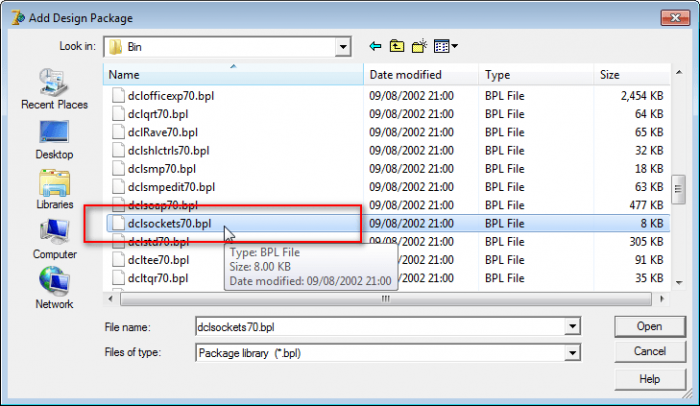 Add Design Package
Look in: Bin
Name Date modified Type Size
dclofficexp70.bpl 09/08/2002 21:00 BPL File 2,454 KB
dclqrt70.bpl 09/08/2002 21:00 BPL File 64 KB
dclRave70.bpl 09/08/2002 21:00 BPL File 65 KB
dclshlctrls70.bpl 09/08/2002 21:00 BPL File 32 KB
dclsmp70.bpl 09/08/2002 21:00 BPL File 18 KB
dclsmpedit70.bpl 09/08/2002 21:00 BPL File 63 KB
dclsoap70.bpl 09/08/2002 21:00 BPL File 477 KB
dclsockets70.bpl 09/08/2002 21:00 BPL File 8 KB
dclstd70.bpl 09/08/2002 21:00 BPL File 305 KB
dcltee70.bpl 09/08/2002 21:00 BPL File 91 KB
dcltqr70.bpl 09/08/2002 21:00 BPL File 35 KB
Type: BPL File
Size: 8.00 KB
Date modified: 09/08/2002 21:00
Recent Places
Desktop
Libraries
Computer
Network
File name: dclsockets70.bpl Open
Files of type: Package library (*.bpl) Cancel
Help